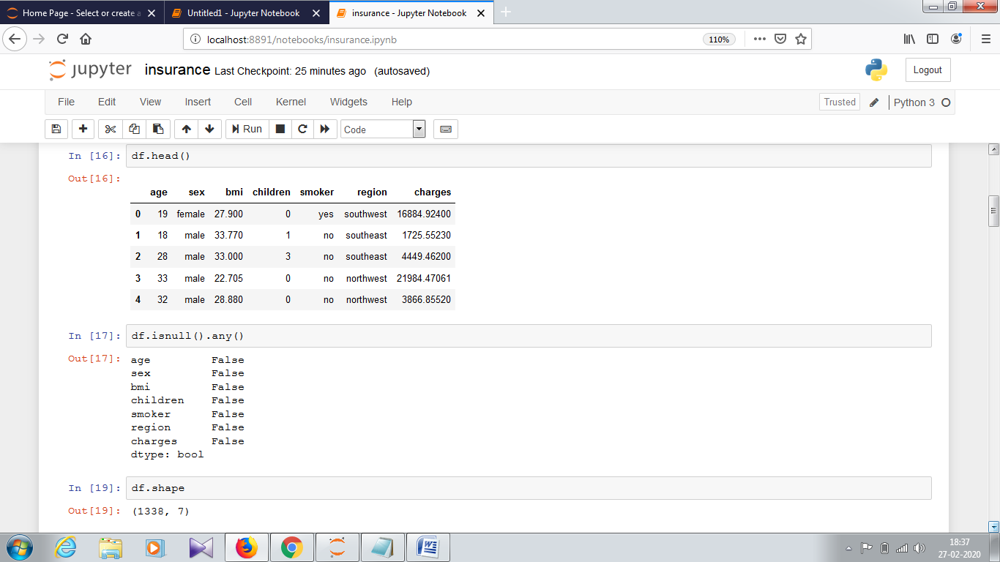 Home Page - Select or create a
Untitled1 - Jupyter Notebook
insurance - Jupyter Notebook
localhost:8891/notebooks/insurance.ipynb 110%
jupyter insurance Last Checkpoint: 25 minutes ago (autosaved) Logout
File Edit View Insert Cell Kernel Widgets Help Trusted Python 3
Run Code
In [16]: df.head()
Out[16]:
age sex bmi children smoker region charges
0 19 female 27.900 0 yes southwest 16884.92400
1 18 male 33.770 1 no southeast 1725.55230
2 28 male 33.000 3 no southeast 4449.46200
3 33 male 22.705 0 no northwest 21984.47061
4 32 male 28.880 0 no northwest 3866.85520
In [17]: df.isnull().any()
Out[17]: age False
sex False
bmi False
children False
smoker False
region False
charges False
dtype: bool
In [19]: df.shape
Out[19]: (1338, 7)
18:37
27-02-2020